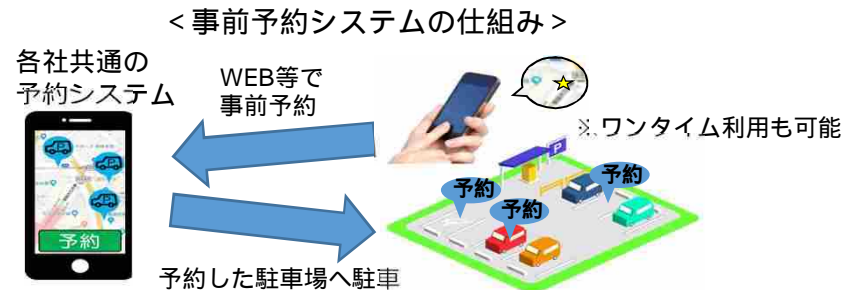 <事前予約システムの仕組み>
各社共通の
予約システム
WEB等で
事前予約
※ワンタイム利用も可能
P
予約
予約
予約
予約
予約した駐車場へ駐車